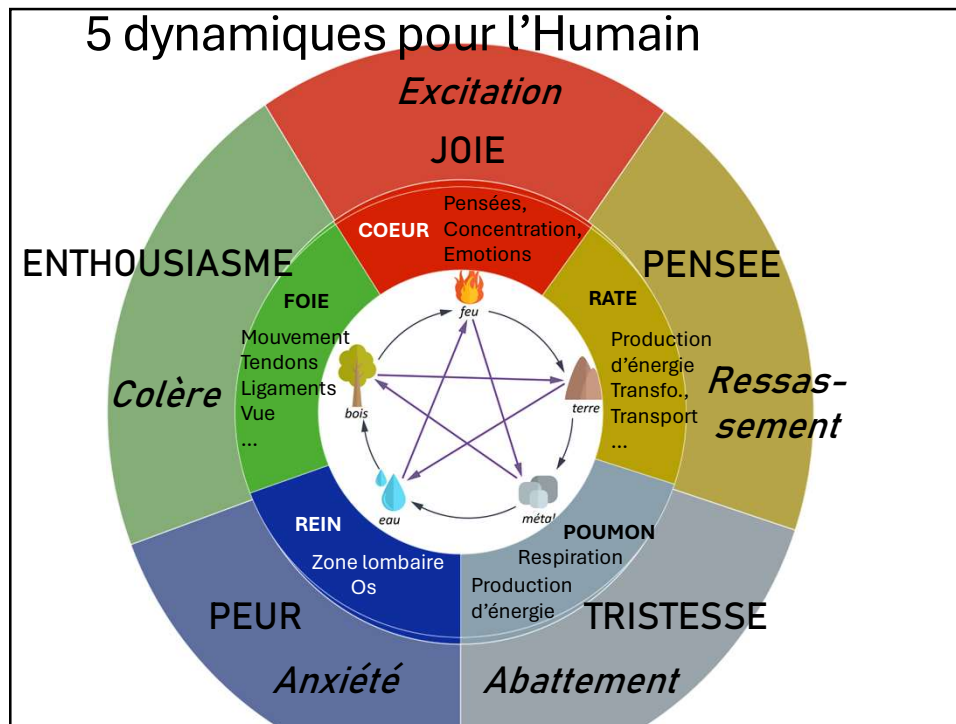 5 dynamiques pour l’Humain
Excitation
JOIE
COEUR
Pensées,
Concentration,
Emotions
ENTHOUSIASME
Colère
FOIE
Mouvement
Tendons
Ligaments
Vue
...
PENSEE
Ressas-
sement
RATE
Production
d’énergie
Transfo.,
Transport
...
feu
bois
terre
eau
métal
REIN
Zone lombaire
Os
POUMON
Respiration
Production
d’énergie
PEUR
Anxiété
TRISTESSE
Abattement